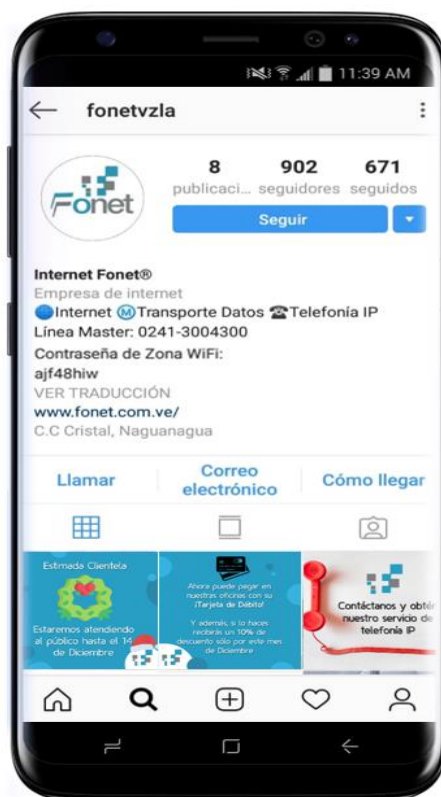 11:39 AM
fonetvzla
Fonet
8 902 671
publicaci... seguidores seguidos
Seguir
Internet Fonet®
Empresa de internet
Internet Ⓜ Transporte Datos ☎ Telefonía IP
Línea Master: 0241-3004300
Contraseña de Zona WiFi:
ajf48hiw
VER TRADUCCIÓN
www.fonet.com.ve/
C.C Cristal, Naguanagua
Llamar
Correo
electrónico
Cómo llegar
Estimada Clientela
Estaremos atendiendo
al público hasta el 14
de Diciembre
Ahora puede pagar en
nuestras oficinas con su
¡Tarjeta de Débito!
Y además, si lo haces
recibirás un 10% de
descuento sólo por este mes
de Diciembre
Contáctanos y obtén
nuestro servicio de
telefonía IP